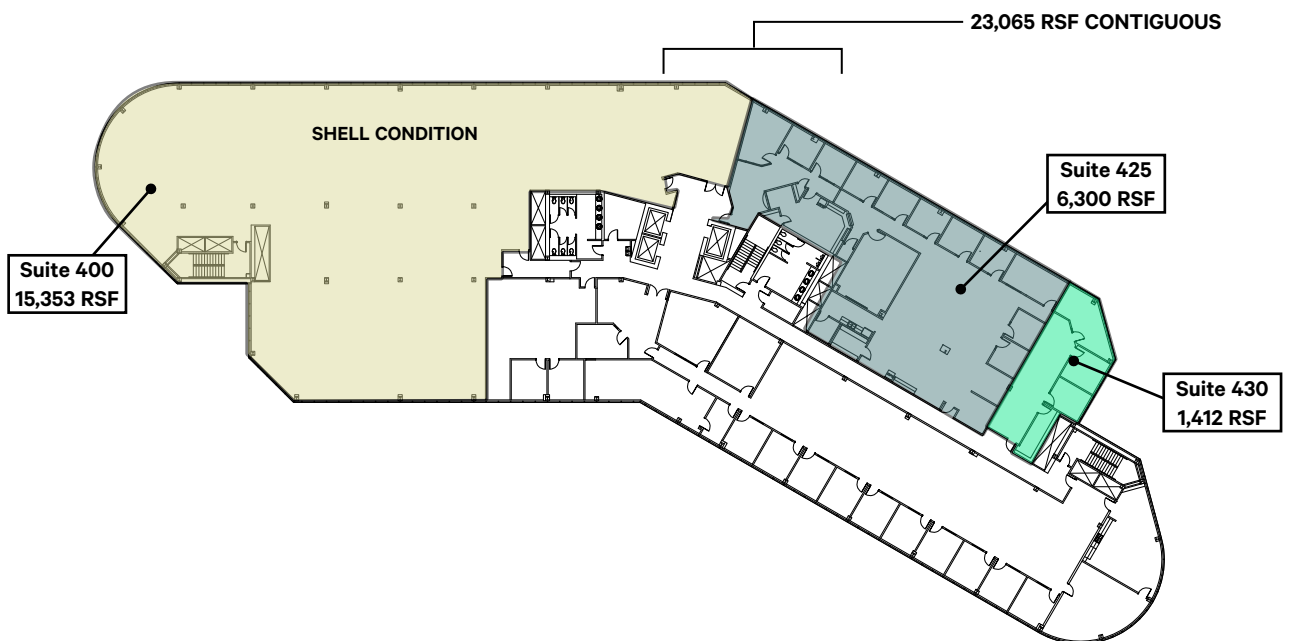 23,065 RSF CONTIGUOUS
SHELL CONDITION
Suite 425
6,300 RSF
Suite 400
15,353 RSF
Suite 430
1,412 RSF